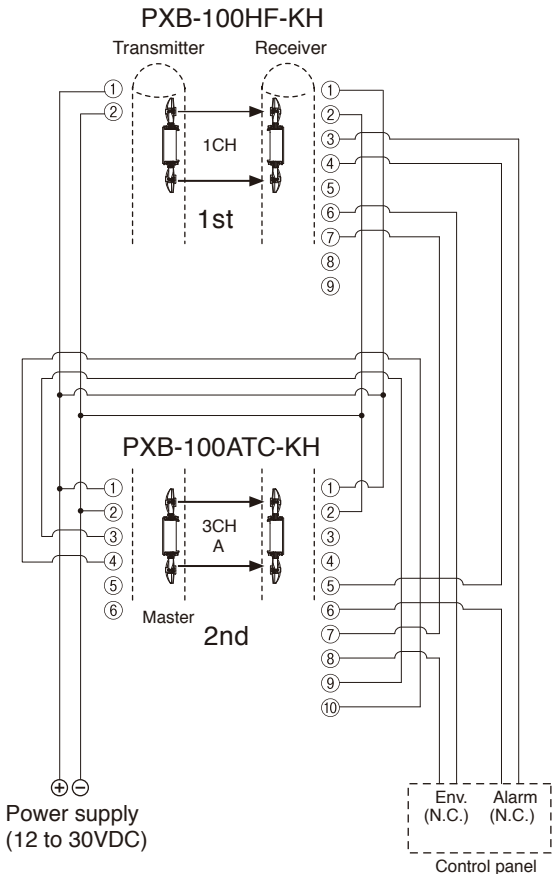 PXB-100HF-KH
Transmitter Receiver
① ①
② ②
1CH ③
④
⑤
1st ⑥
⑦
⑧
⑨
PXB-100ATC-KH
① ①
② ②
3CH
A
③ ③
④ ④
⑤ ⑤
⑥ Master ⑥
2nd ⑦
⑧
⑨
⑩
⊕ ⊖
Power supply
(12 to 30VDC)
Env. Alarm
(N.C.) (N.C.)
Control panel